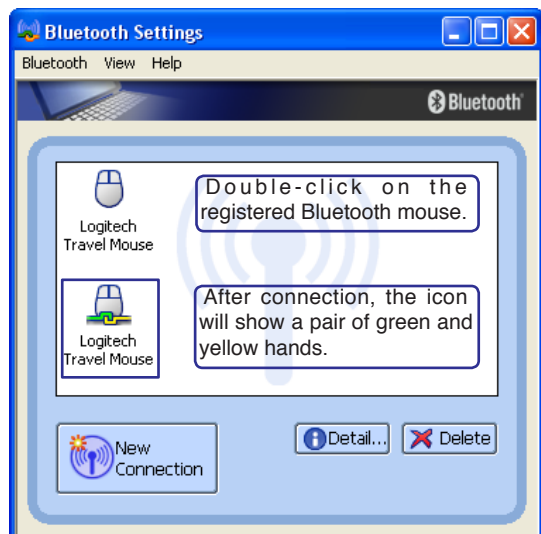 Bluetooth Settings
Bluetooth View Help
Bluetooth
Logitech
Travel Mouse
Double-click on the
registered Bluetooth mouse.
Logitech
Travel Mouse
After connection, the icon
will show a pair of green and
yellow hands.
New
Connection
Detail...
Delete